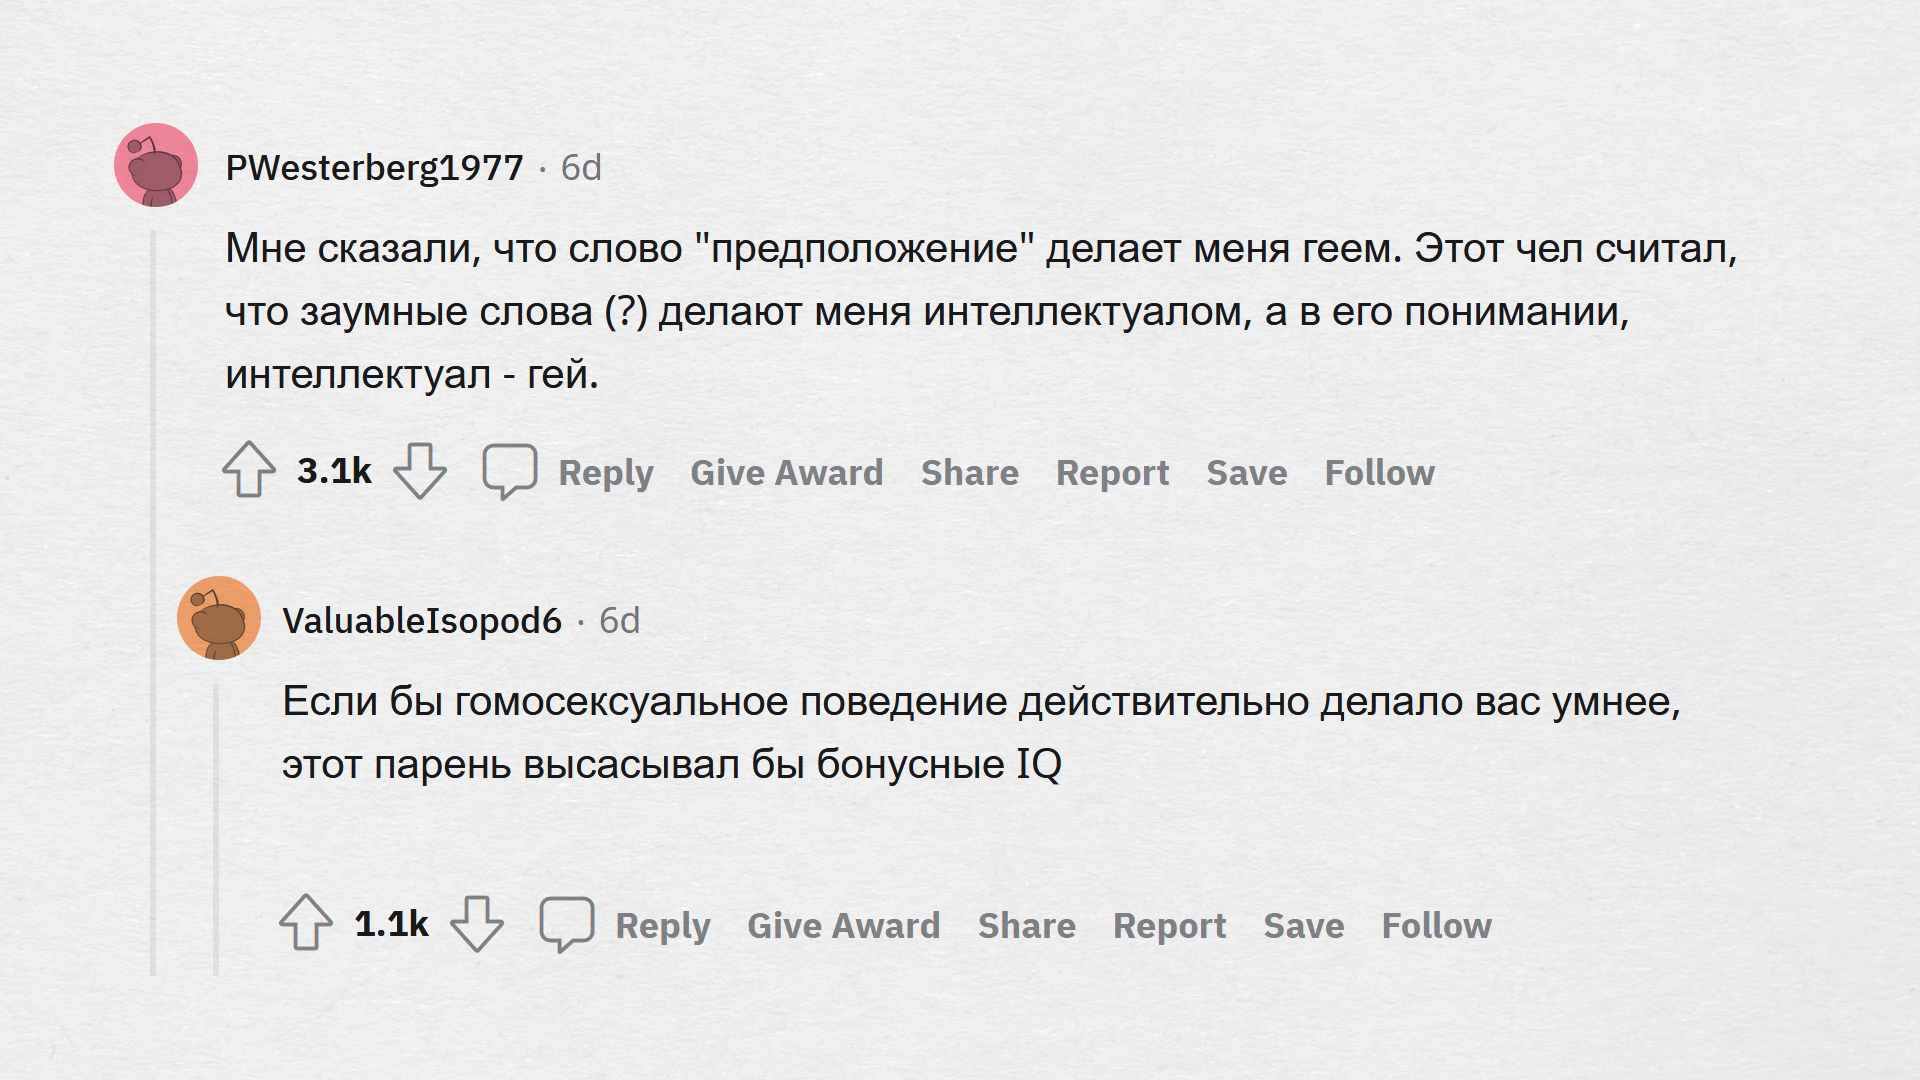 PWesterberg1977 · 6d
Мне сказали, что слово "предположение" делает меня геем. Этот чел считал,
что заумные слова (?) делают меня интеллектуалом, а в его понимании,
интеллектуал - гей.
3.1k Reply Give Award Share Report Save Follow
ValuableIsopod6 · 6d
Если бы гомосексуальное поведение действительно делало вас умнее,
этот парень высасывал бы бонусные IQ
1.1k Reply Give Award Share Report Save Follow